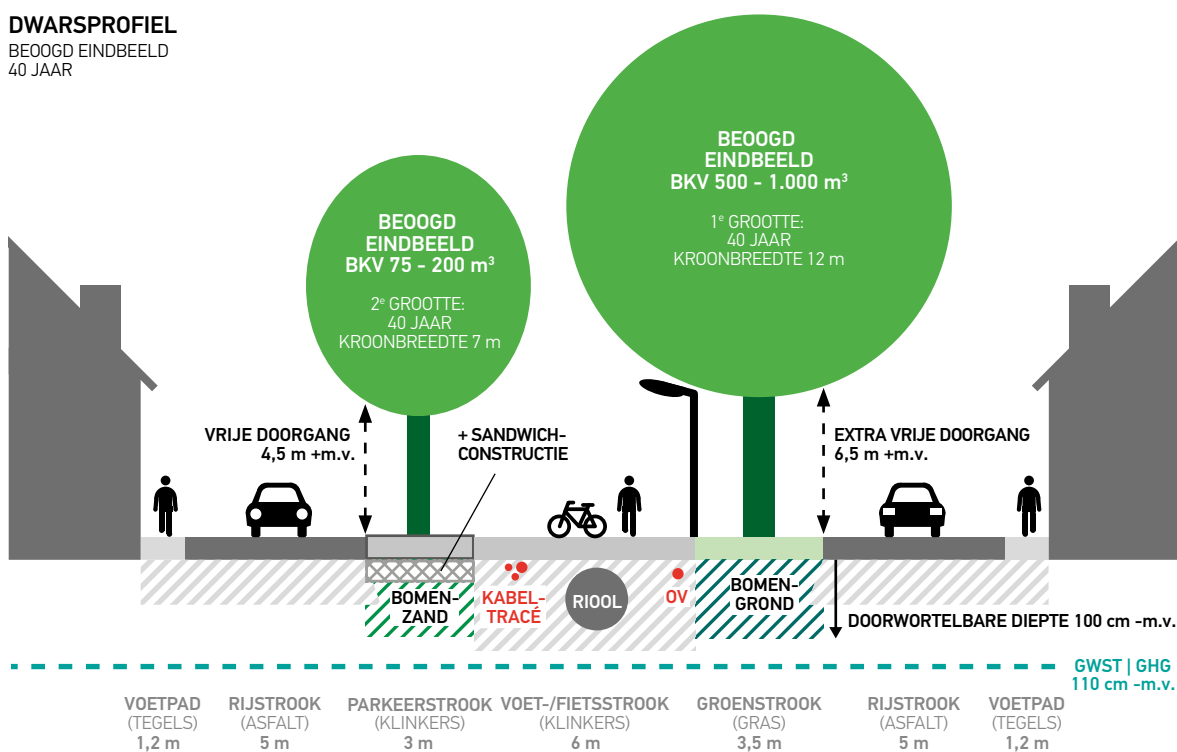 DWARSPROFIEL
BEOOGD EINDBEELD
40 JAAR
BEOOGD
EINDBEELD
BKV 75 - 200 m³
2ᵉ GROOTTE:
40 JAAR
KROONBREEDTE 7 m
BEOOGD
EINDBEELD
BKV 500 - 1.000 m³
1ᵉ GROOTTE:
40 JAAR
KROONBREEDTE 12 m
VRIJE DOORGANG
4,5 m +m.v.
+ SANDWICH-
CONSTRUCTIE
EXTRA VRIJE DOORGANG
6,5 m +m.v.
BOMEN-
ZAND
KABEL-
TRACÉ
RIOOL
OV
BOMEN-
GROND
DOORWORTELBARE DIEPTE 100 cm -m.v.
GWST | GHG
110 cm -m.v.
VOETPAD
(TEGELS)
1,2 m
RIJSTROOK
(ASFALT)
5 m
PARKEERSTROOK
(KLINKERS)
3 m
VOET-/FIETSSTROOK
(KLINKERS)
6 m
GROENSTROOK
(GRAS)
3,5 m
RIJSTROOK
(ASFALT)
5 m
VOETPAD
(TEGELS)
1,2 m